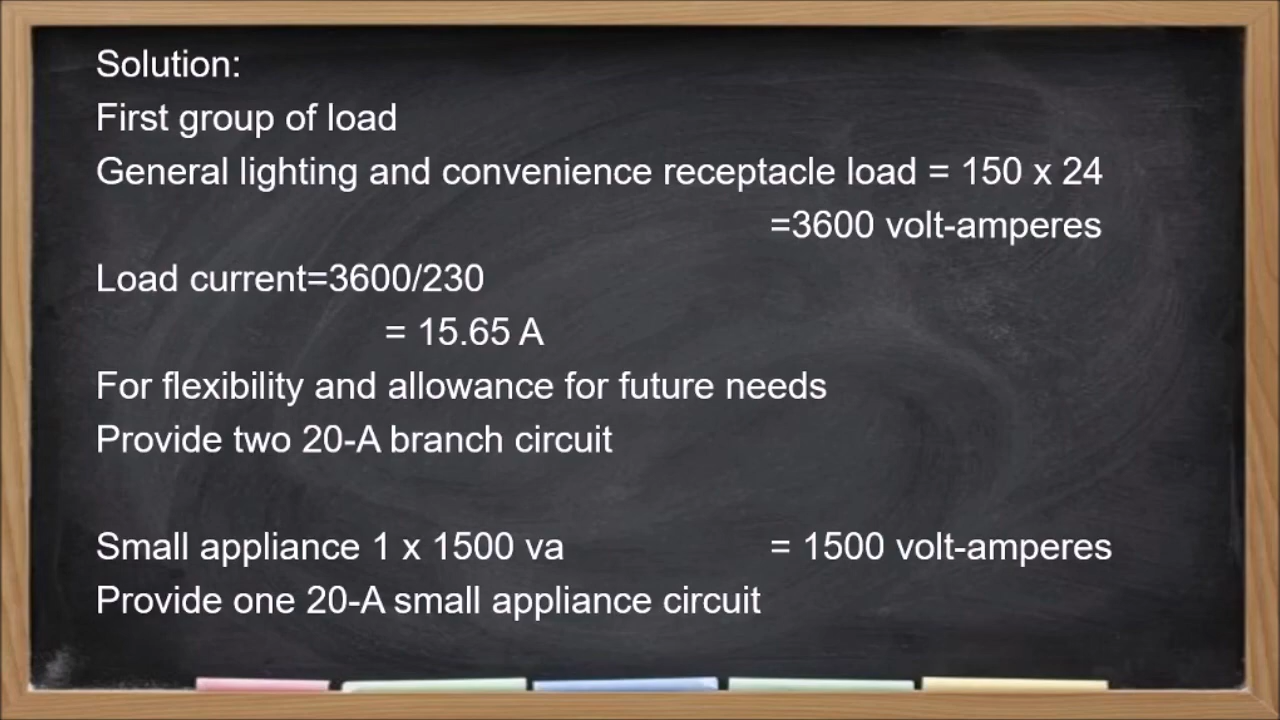 Solution:
First group of load
General lighting and convenience receptacle load = 150 x 24
=3600 volt-amperes
Load current=3600/230
= 15.65 A
For flexibility and allowance for future needs
Provide two 20-A branch circuit
Small appliance 1 x 1500 va = 1500 volt-amperes
Provide one 20-A small appliance circuit